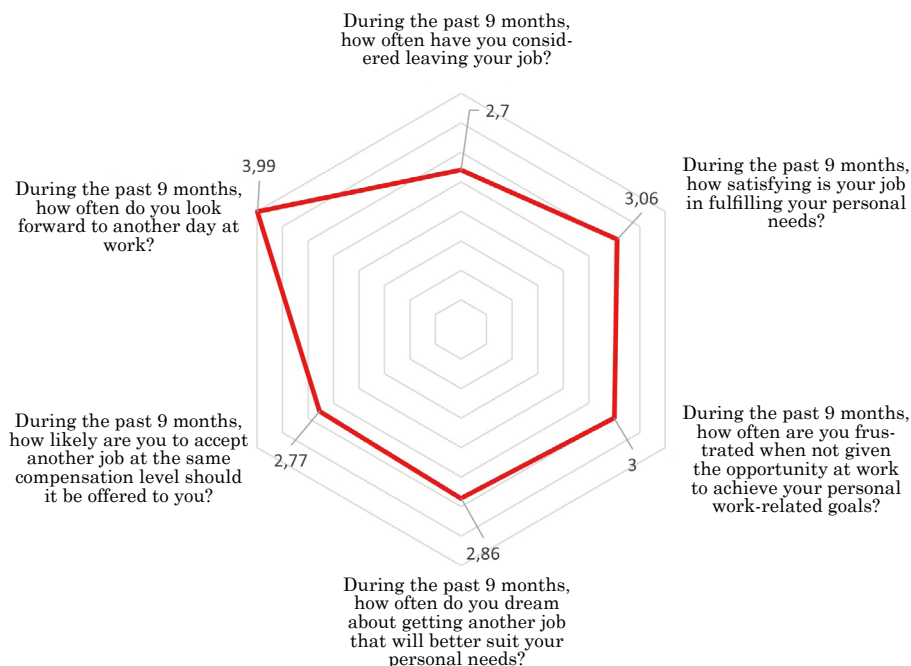 During the past 9 months,
how often have you consid-
ered leaving your job?
2,7
During the past 9 months,
how satisfying is your job
in fulfilling your personal
needs?
3,06
During the past 9 months,
how often are you frus-
trated when not given
the opportunity at work
to achieve your personal
work-related goals?
3
2,86
During the past 9 months,
how often do you dream
about getting another job
that will better suit your
personal needs?
During the past 9 months,
how likely are you to accept
another job at the same
compensation level should
it be offered to you?
2,77
3,99
During the past 9 months,
how often do you look
forward to another day at
work?